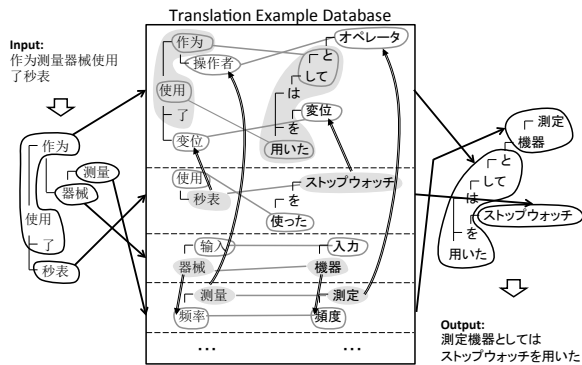 Translation Example Database
Input:
作为测量器械使用
了秒表
作为
测量
器械
使用
了
秒表
作为
操作者
使用
了
变位
オペレータ
と
して
は
変位
を
用いた
使用
秒表
ストップウォッチ
を
使った
输入
器械
入力
機器
测量
频率
測定
頻度
…
…
測定
機器
と
して
は
ストップウォッチ
を
用いた
Output:
測定機器としては
ストップウォッチを用いた